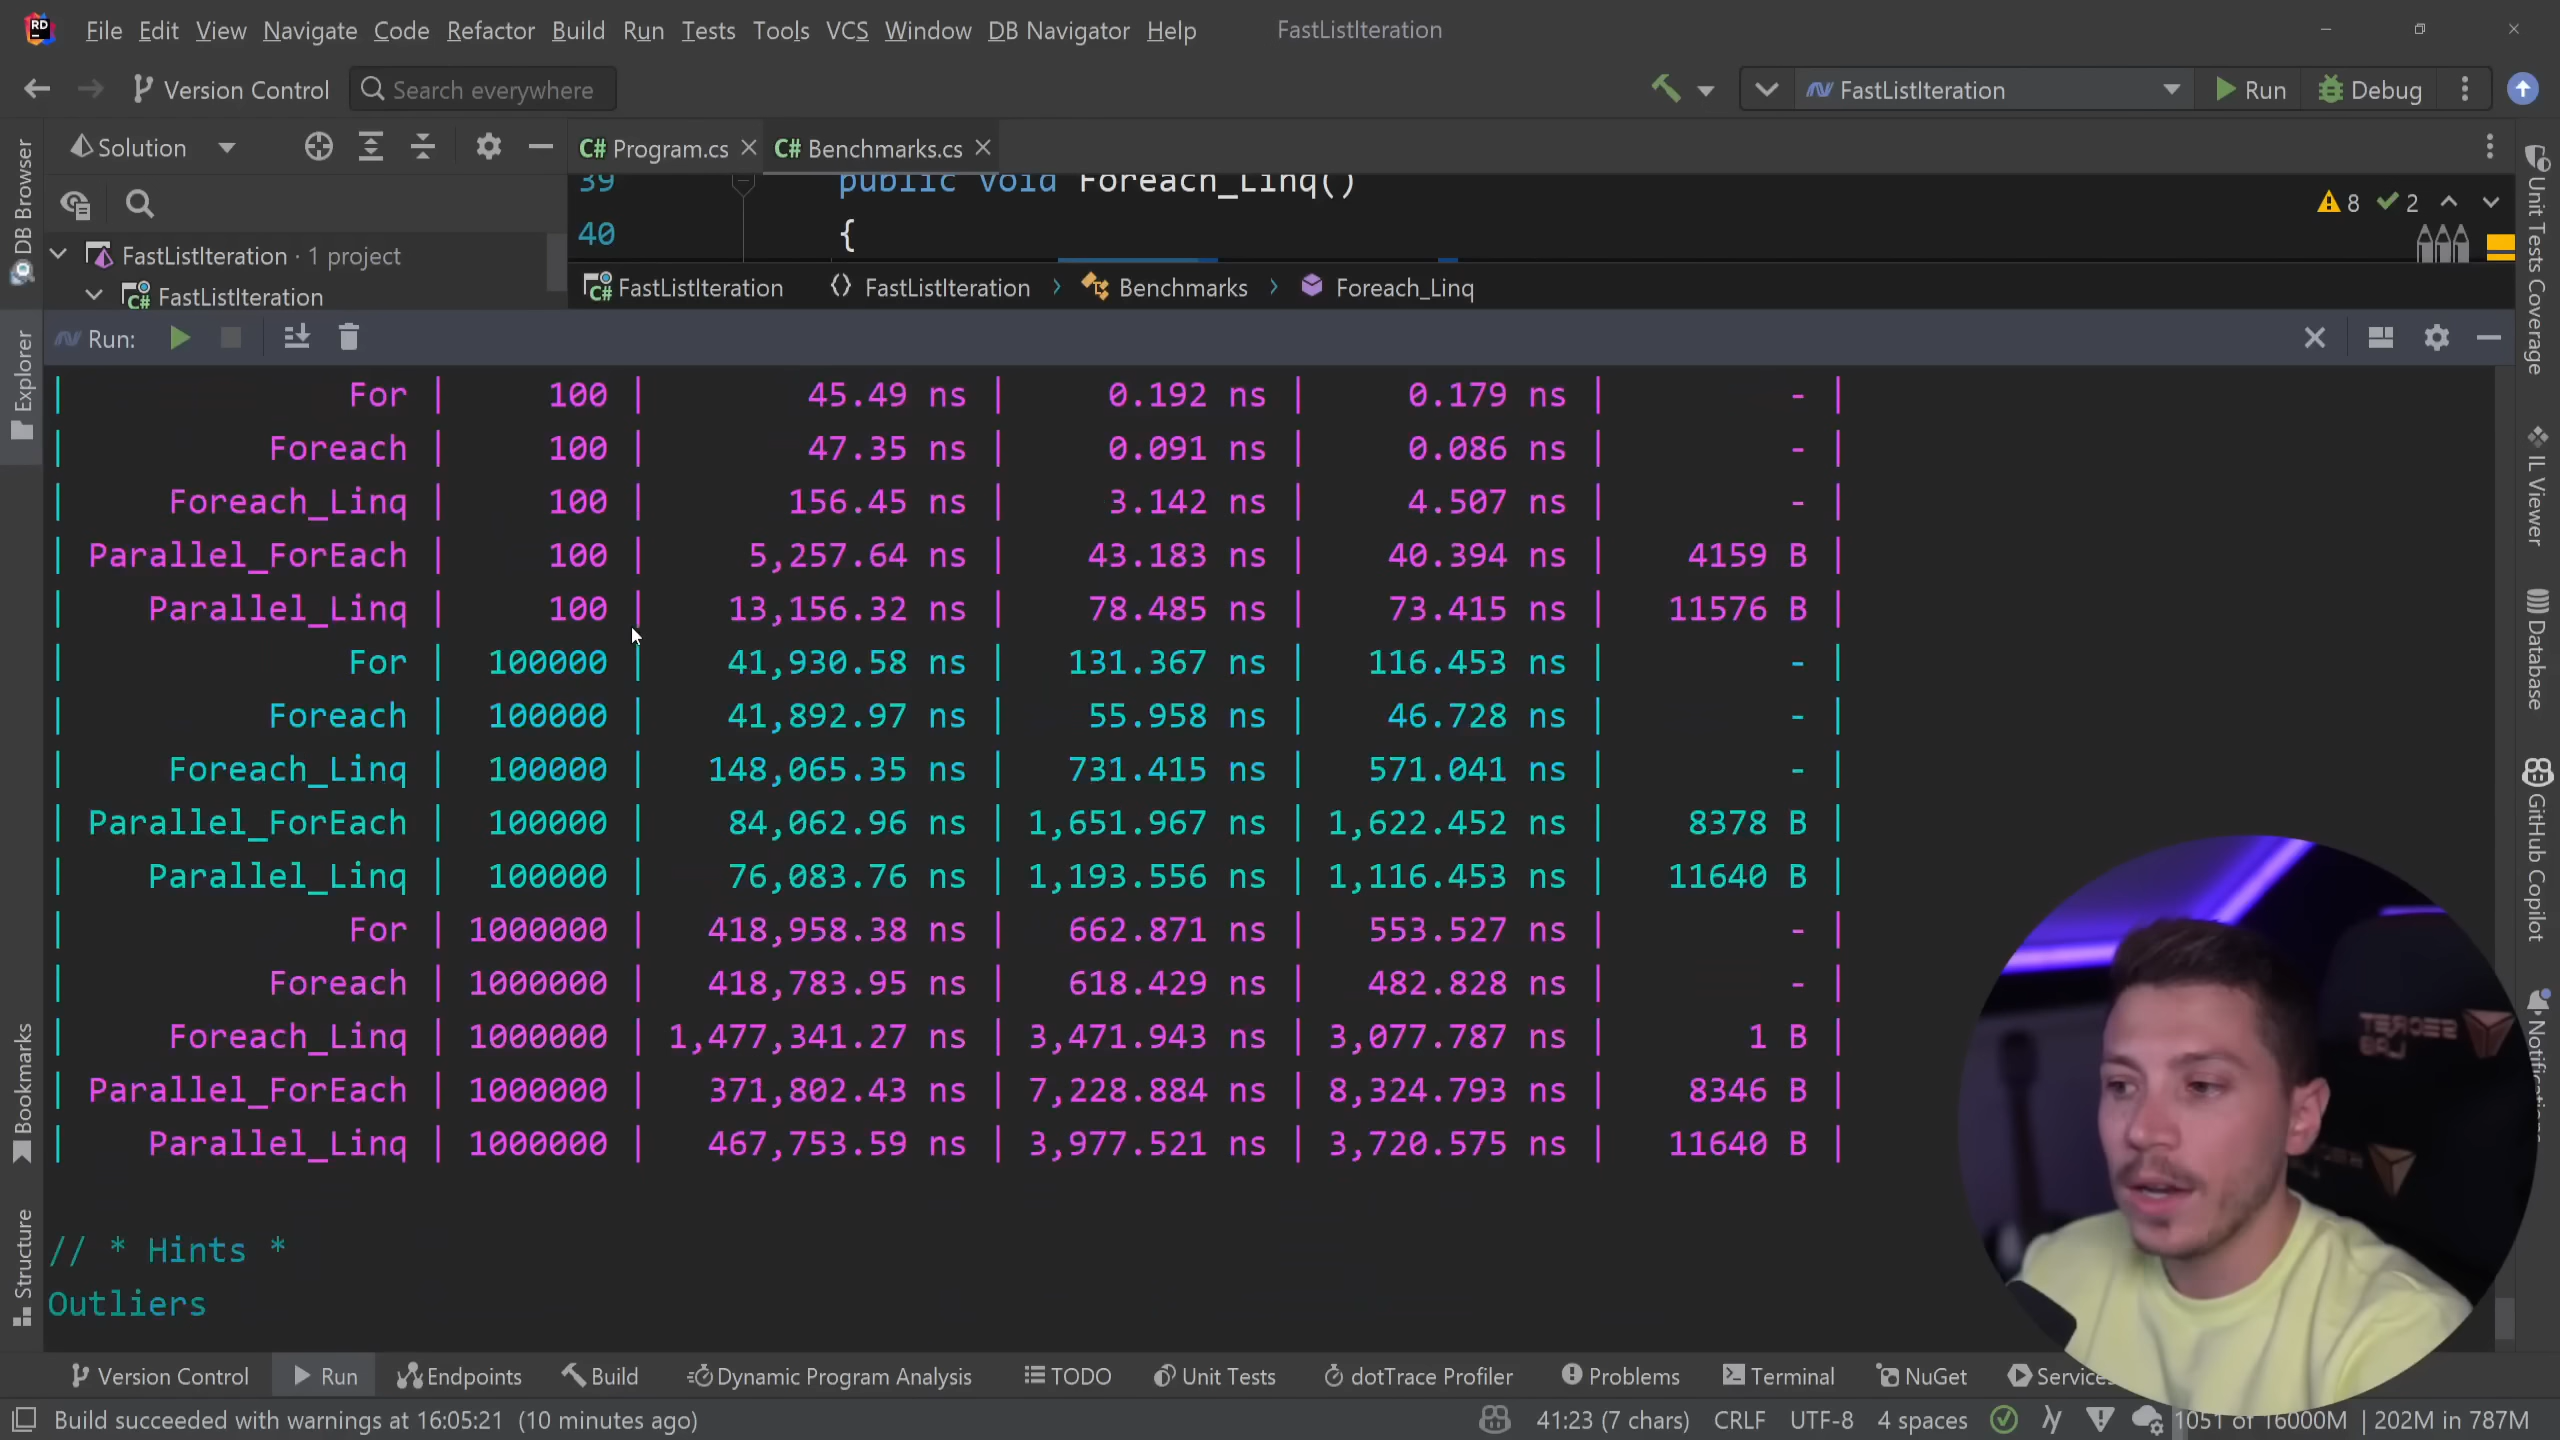 File Edit View Navigate Code Refactor Build Run Tests Tools VCS Window DB Navigator Help FastListIteration
Version Control Search everywhere FastListIteration Run Debug
Solution C# Program.cs C# Benchmarks.cs
39 public void Foreach_Linq()
40 {
8 2
FastListIteration · 1 project
FastListIteration
FastListIteration FastListIteration Benchmarks Foreach_Linq
Run:
| For | 100 | 45.49 ns | 0.192 ns | 0.179 ns | - |
| Foreach | 100 | 47.35 ns | 0.091 ns | 0.086 ns | - |
| Foreach_Linq | 100 | 156.45 ns | 3.142 ns | 4.507 ns | - |
| Parallel_ForEach | 100 | 5,257.64 ns | 43.183 ns | 40.394 ns | 4159 B |
| Parallel_Linq | 100 | 13,156.32 ns | 78.485 ns | 73.415 ns | 11576 B |
| For | 100000 | 41,930.58 ns | 131.367 ns | 116.453 ns | - |
| Foreach | 100000 | 41,892.97 ns | 55.958 ns | 46.728 ns | - |
| Foreach_Linq | 100000 | 148,065.35 ns | 731.415 ns | 571.041 ns | - |
| Parallel_ForEach | 100000 | 84,062.96 ns | 1,651.967 ns | 1,622.452 ns | 8378 B |
| Parallel_Linq | 100000 | 76,083.76 ns | 1,193.556 ns | 1,116.453 ns | 11640 B |
| For | 1000000 | 418,958.38 ns | 662.871 ns | 553.527 ns | - |
| Foreach | 1000000 | 418,783.95 ns | 618.429 ns | 482.828 ns | - |
| Foreach_Linq | 1000000 | 1,477,341.27 ns | 3,471.943 ns | 3,077.787 ns | 1 B |
| Parallel_ForEach | 1000000 | 371,802.43 ns | 7,228.884 ns | 8,324.793 ns | 8346 B |
| Parallel_Linq | 1000000 | 467,753.59 ns | 3,977.521 ns | 3,720.575 ns | 11640 B |
// * Hints *
Outliers
DB Browser
Explorer
Bookmarks
Structure
Unit Tests Coverage
IL Viewer
Database
GitHub Copilot
Version Control Run Endpoints Build Dynamic Program Analysis TODO Unit Tests dotTrace Profiler Problems Terminal NuGet
Build succeeded with warnings at 16:05:21 (10 minutes ago) 41:23 (7 chars) CRLF UTF-8 4 spaces 1051 of 16000M | 202M in 787M